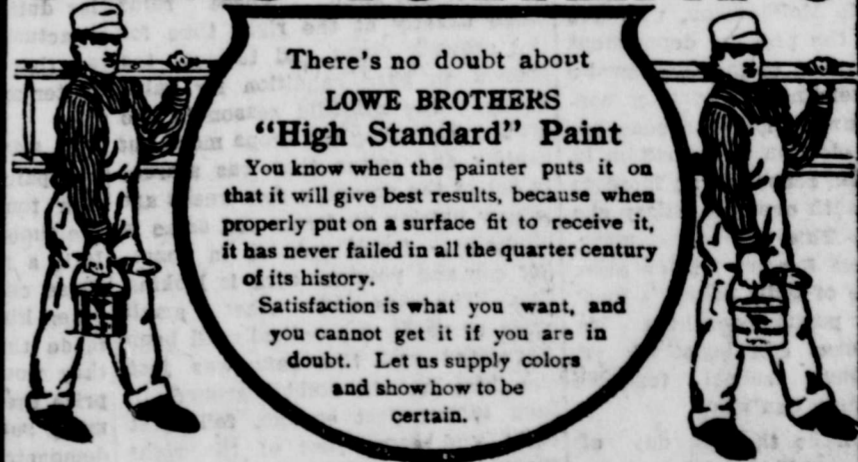 There's no doubt about
LOWE BROTHERS
“High Standard” Paint
You know when the painter puts it on
that it will give best results, because when
properly put on a surface fit to receive it,
it has never failed in all the quarter century
of its history.
Satisfaction is what you want, and
you cannot get it if you are in
doubt. Let us supply colors
and show how to be
certain.